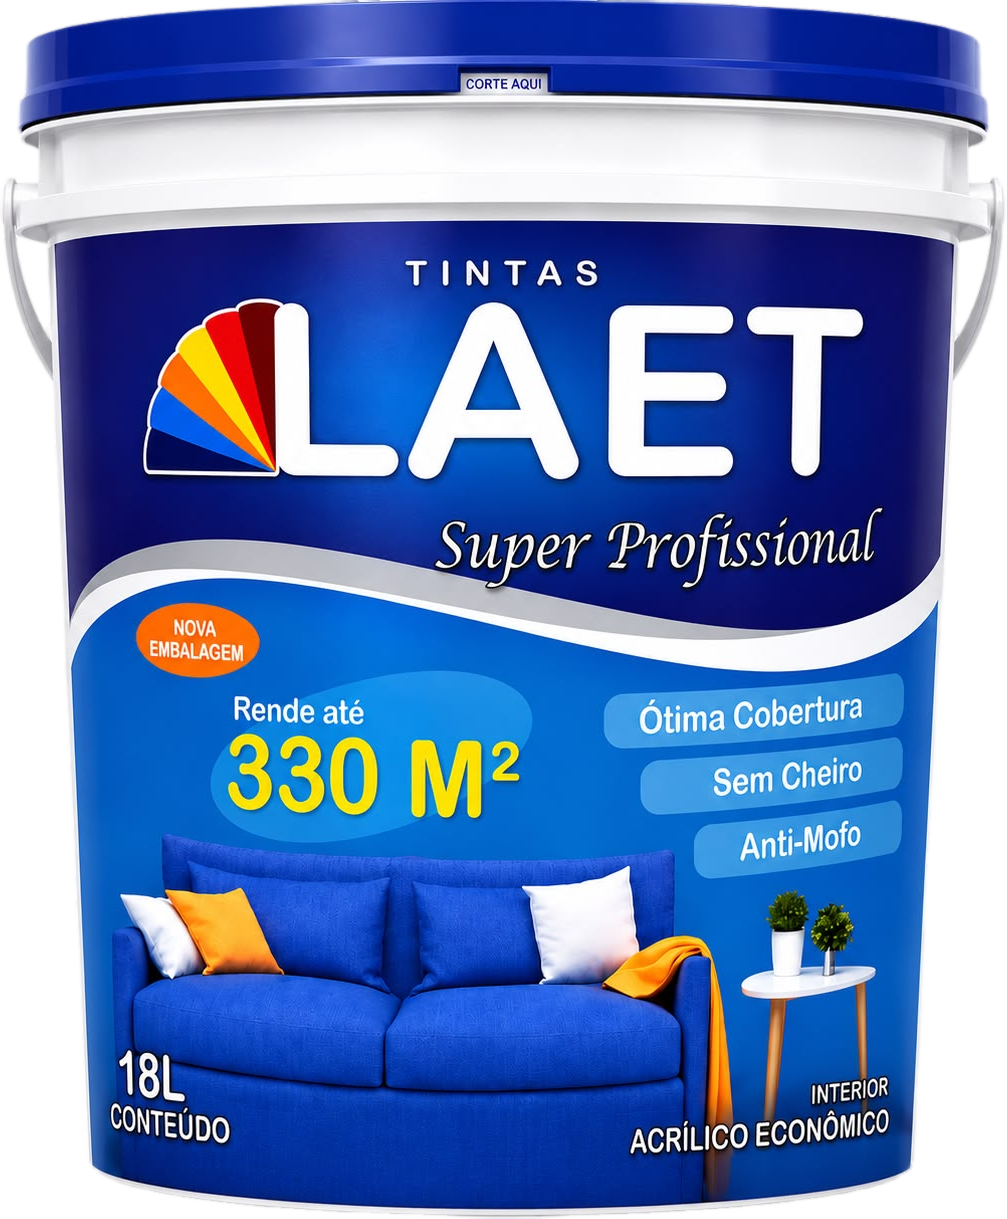 CORTE AQUI
TINTAS
LAET
Super Profissional
NOVA
EMBALAGEM
Rende até
330 M²
Ótima Cobertura
Sem Cheiro
Anti-Mofo
18L
CONTEÚDO
INTERIOR
ACRÍLICO ECONÔMICO